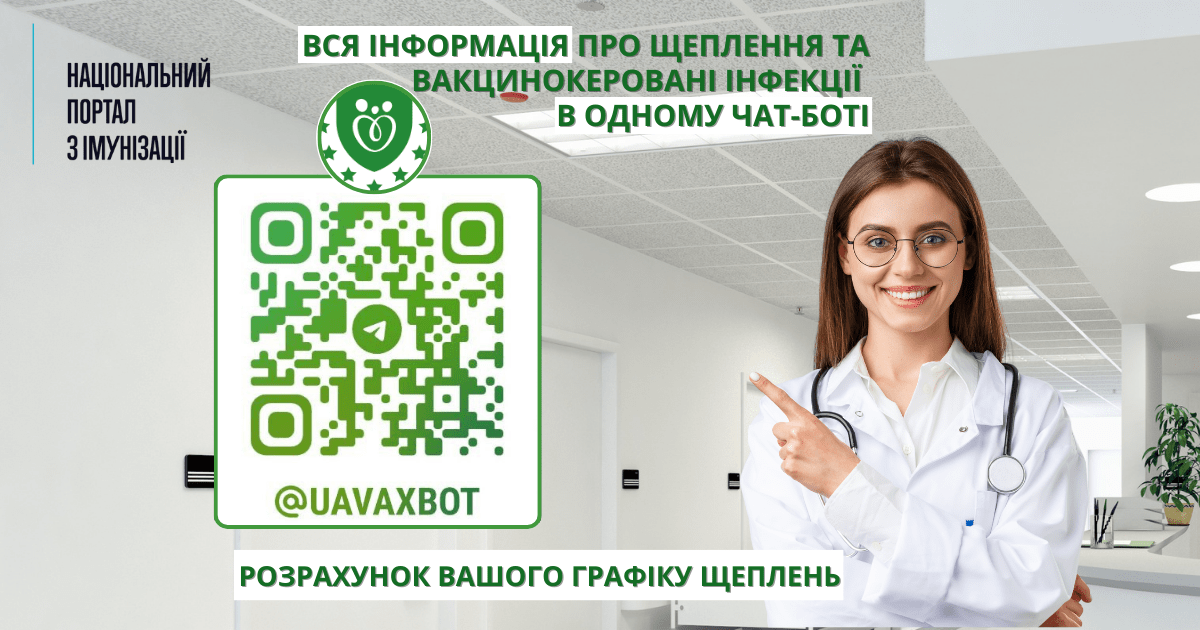 НАЦІОНАЛЬНИЙ
ПОРТАЛ
З ІМУНІЗАЦІЇ
ВСЯ ІНФОРМАЦІЯ ПРО ЩЕПЛЕННЯ ТА
ВАКЦИНОКЕРОВАНІ ІНФЕКЦІЇ
В ОДНОМУ ЧАТ-БОТІ
@UAVAXBOT
РОЗРАХУНОК ВАШОГО ГРАФІКУ ЩЕПЛЕНЬ